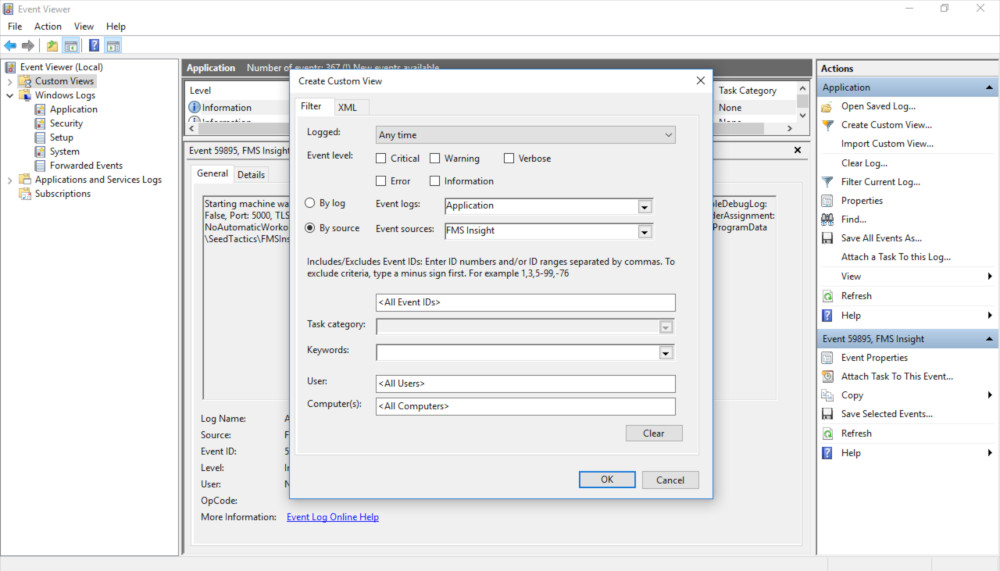 Event Viewer
File Action View Help
Event Viewer (Local)
Custom Views
Windows Logs
Application
Security
Setup
System
Forwarded Events
Applications and Services Logs
Subscriptions
Application Number of events: 367 (!) New events available
Level
Task Category
Information
None
Information
None
Event 59895, FMS Insight
General Details
Starting machine wa
False, Port: 5000, TLS
NoAutomaticWorko
\SeedTactics\FMSIns
leDebugLog:
derAssignment:
ProgramData
Log Name:
Source:
Event ID:
Level:
User:
OpCode:
More Information: Event Log Online Help
Create Custom View
Filter XML
Logged: Any time
Event level: Critical Warning Verbose
Error Information
By log Event logs: Application
By source Event sources: FMS Insight
Includes/Excludes Event IDs: Enter ID numbers and/or ID ranges separated by commas. To
exclude criteria, type a minus sign first. For example 1,3,5-99,-76
<All Event IDs>
Task category:
Keywords:
User: <All Users>
Computer(s): <All Computers>
Clear
OK Cancel
Actions
Application
Open Saved Log...
Create Custom View...
Import Custom View...
Clear Log...
Filter Current Log...
Properties
Find...
Save All Events As...
Attach a Task To this Log...
View
Refresh
Help
Event 59895, FMS Insight
Event Properties
Attach Task To This Event...
Copy
Save Selected Events...
Refresh
Help